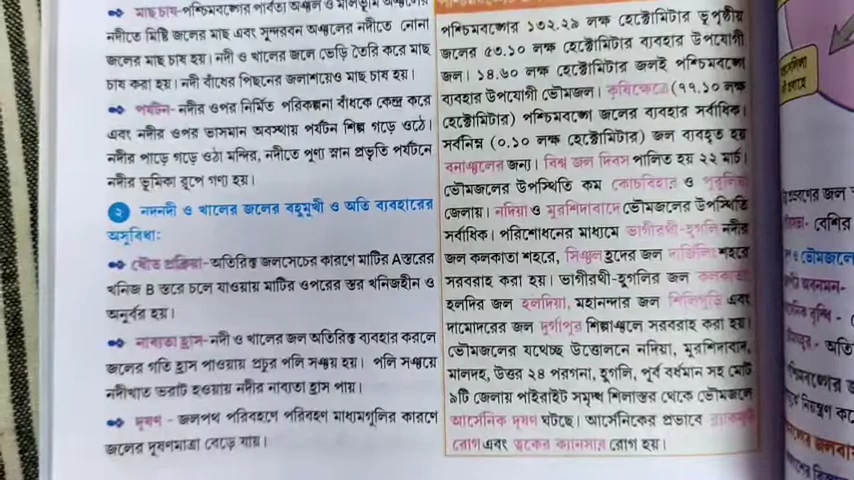 মাছ চাষ-পশ্চিমবঙ্গের পার্বত্য অঞ্চল ও মালভূমি অঞ্চলের
নদীতে মিষ্টি জলের মাছ এবং সুন্দরবন অঞ্চলের নদীতে লোনা
জলের মাছ চাষ হয়। নদী ও খালের জলে ভেড়ি তৈরি করে মাছ
চাষ করা হয়। নদী বাঁধের পিছনের জলাশয়েও মাছ চাষ হয়।
পর্যটন-নদীর ওপর নির্মিত পরিকল্পনা বাঁধকে কেন্দ্র করে
এবং নদীর ওপর ভাসমান অবস্থায় পর্যটন শিল্প গড়ে ওঠে।
নদীর পাড়ে গড়ে ওঠা মন্দির, নদীতে পুণ্য স্নান প্রভৃতি পর্যটনে
নদীর ভূমিকা রূপে গণ্য হয়।
২ নদনদী ও খালের জলের বহুমুখী ও অতি ব্যবহারের
অসুবিধা:
ধৌত প্রক্রিয়া-অতিরিক্ত জলসেচের কারণে মাটির Aস্তরের
খনিজ B স্তরে চলে যাওয়ায় মাটির ওপরের স্তর খনিজহীন ও
অনুর্বর হয়।
নাব্যতা হ্রাস-নদী ও খালের জল অতিরিক্ত ব্যবহার করলে
জলের গতি হ্রাস পাওয়ায় প্রচুর পলি সঞ্চয় হয়। পলি সঞ্চয়ে
নদীখাত ভরাট হওয়ায় নদীর নাব্যতা হ্রাস পায়।
দূষণ - জলপথ পরিবহণে পরিবহণ মাধ্যমগুলির কারণে
জলের দূষণমাত্রা বেড়ে যায়।
পশ্চিমবঙ্গের ১৩২.২৯ লক্ষ হেক্টোমিটার ভূপৃষ্ঠীয়
জলের ৫৩.১০ লক্ষ হেক্টোমিটার ব্যবহার উপযোগী
জল। ১৪.৬০ লক্ষ হেক্টোমিটার জলই পশ্চিমবঙ্গে
ব্যবহার উপযোগী ভৌমজল। কৃষিক্ষেত্রে (৭৭.১০ লক্ষ
হেক্টোমিটার) পশ্চিমবঙ্গে জলের ব্যবহার সর্বাধিক।
সর্বনিম্ন (০.১০ লক্ষ হেক্টোমিটার) জল ব্যবহৃত হয়
বনাঞ্চলের জন্য। বিশ্ব জল দিবস পালিত হয় ২২ মার্চ।
ভৌমজলের উপস্থিতি কম কোচবিহার ও পুরুলিয়া
জেলায়। নদিয়া ও মুরশিদাবাদে ভৌমজলের উপস্থিতি
সর্বাধিক। পরিশোধনের মাধ্যমে ভাগীরথী-হুগলি নদীর
জল কলকাতা শহরে, সিঞ্চল হ্রদের জল দার্জিলিং শহরে
সরবরাহ করা হয়। ভাগীরথী-হুগলির জল কলকাতা
হলদির জল হলদিয়া, মহানন্দার জল শিলিগুড়ি এবং
দামোদরের জল দুর্গাপুর শিল্পাঞ্চলে সরবরাহ করা হয়।
ভৌমজলের যথেচ্ছ উত্তোলনে নদিয়া, মুরশিদাবাদ,
মালদহ, উত্তর ২৪ পরগনা, হুগলি, পূর্ব বর্ধমান সহ মোট
৯টি জেলায় পাইরাইট সমৃদ্ধ শিলাস্তর থেকে ভৌমজলে
আর্সেনিক দূষণ ঘটছে। আর্সেনিকের প্রভাবে ব্ল্যাকফুট
রোগ এবং ত্বকের ক্যানসার রোগ হয়।